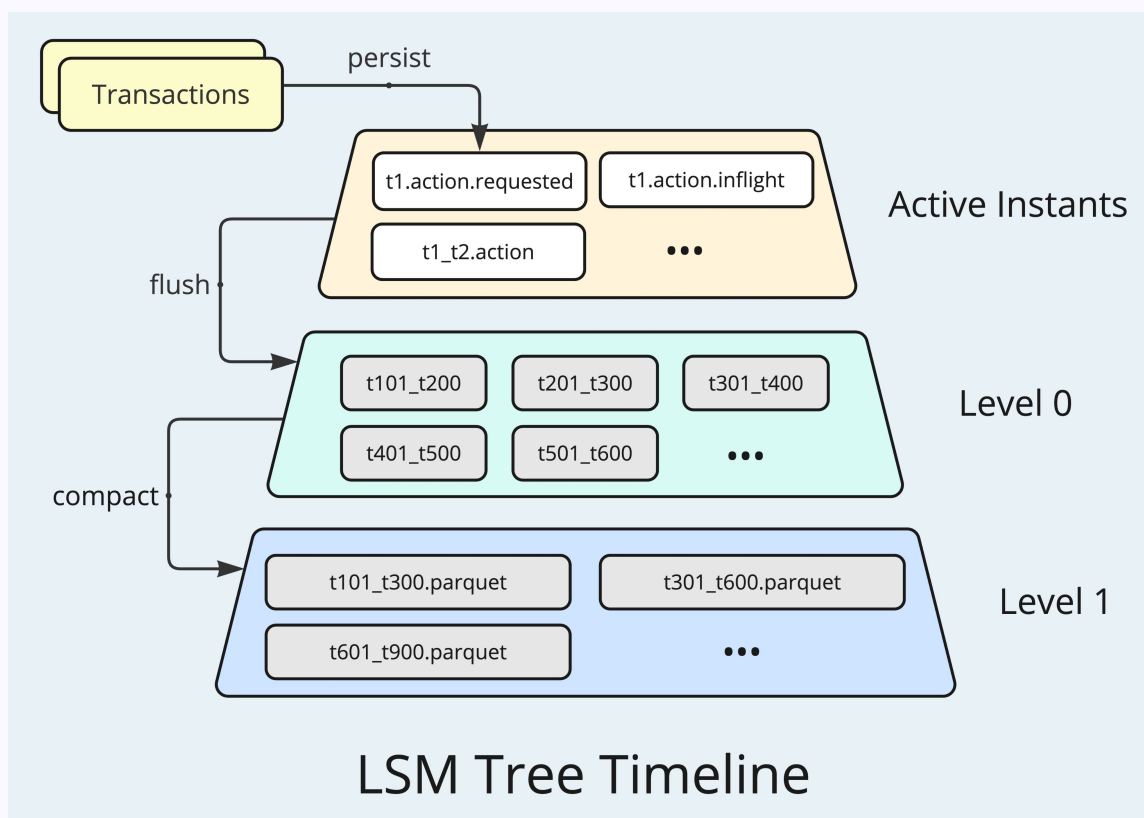 persist
Transactions
t1.action.requested
t1.action.inflight
t1_t2.action
•••
Active Instants
flush
t101_t200
t201_t300
t301_t400
t401_t500
t501_t600
•••
Level 0
compact
t101_t300.parquet
t301_t600.parquet
t601_t900.parquet
•••
Level 1
LSM Tree Timeline